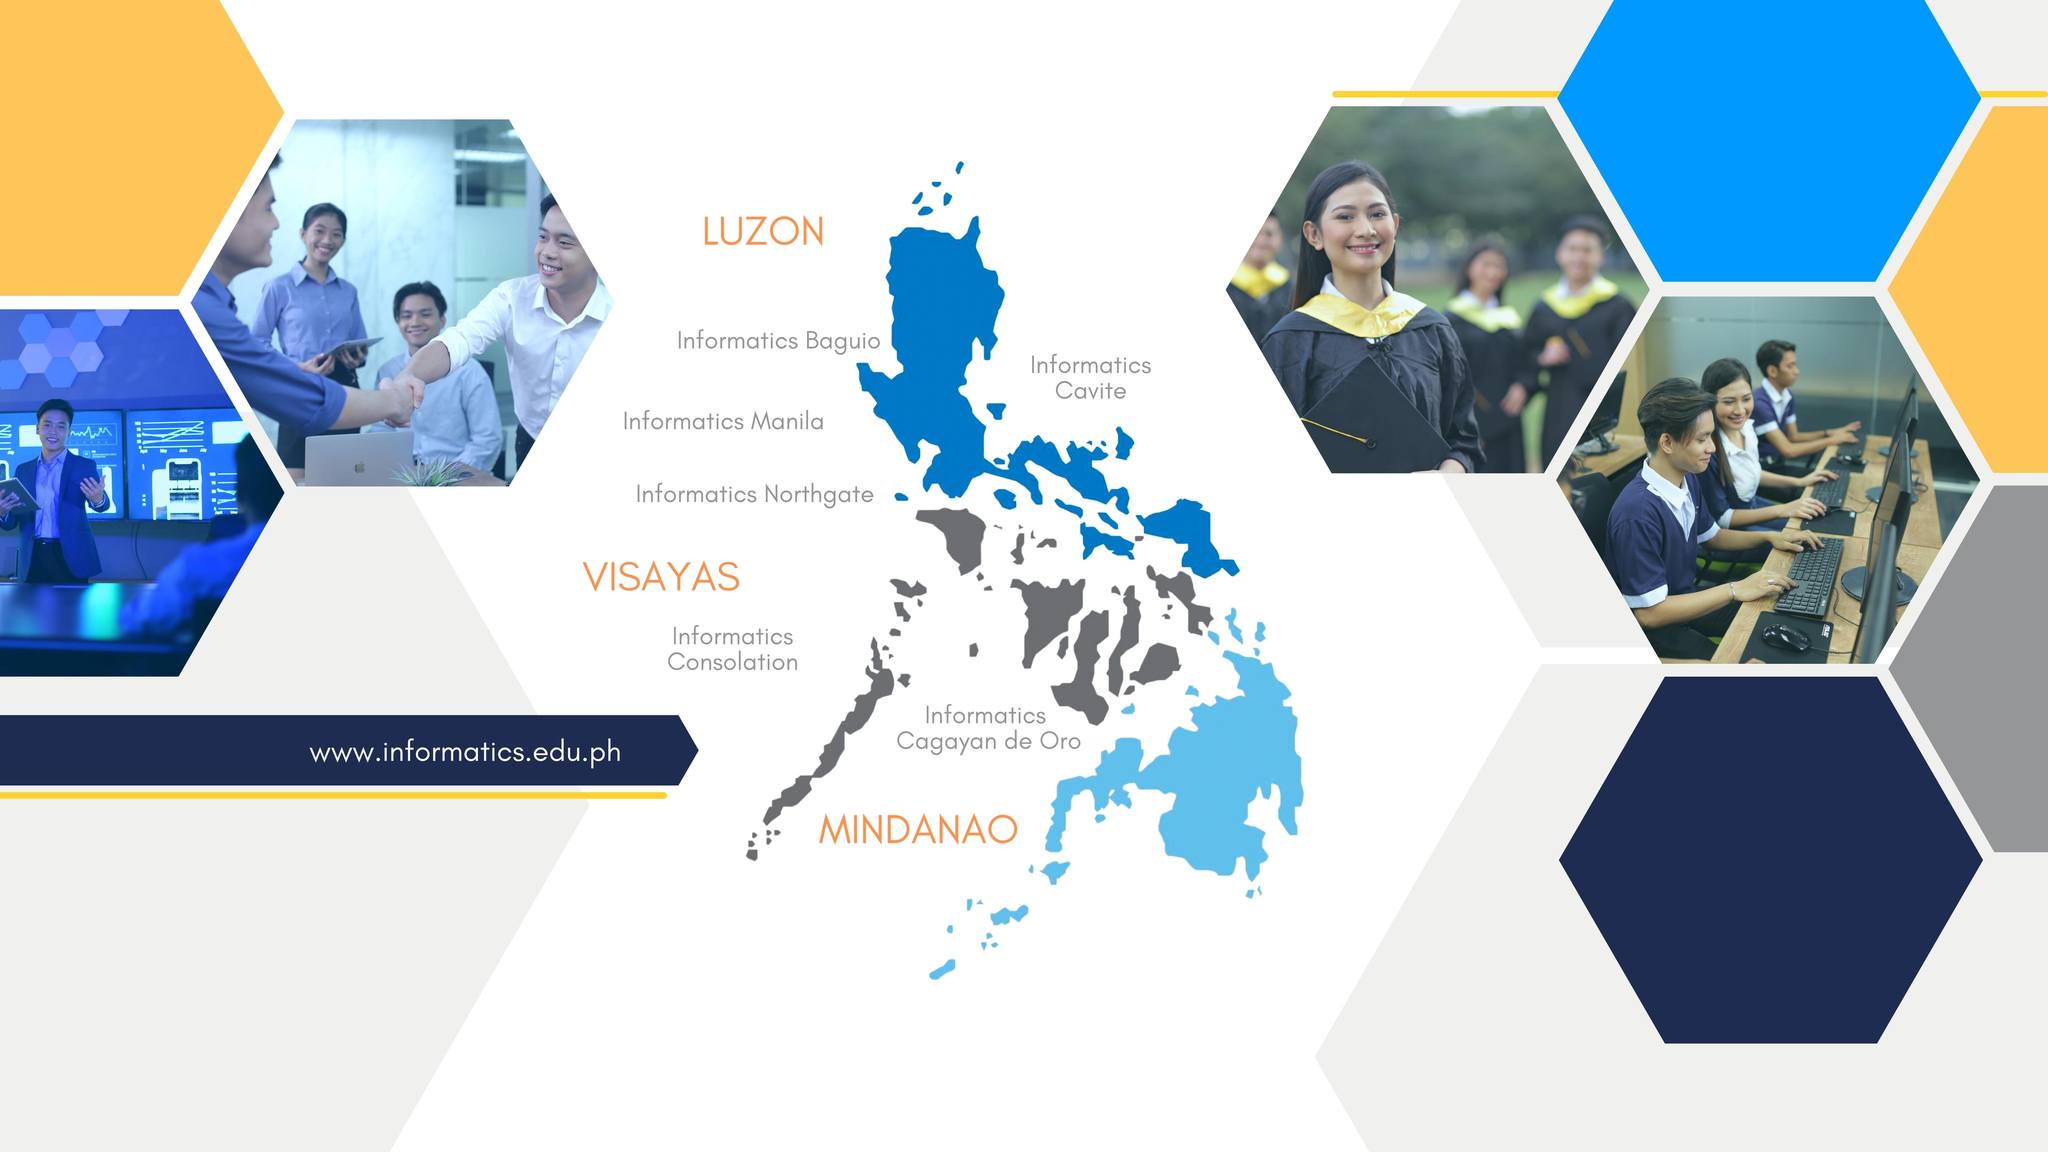 LUZON
Informatics Baguio
Informatics
Cavite
Informatics Manila
Informatics Northgate
VISAYAS
Informatics
Consolation
Informatics
Cagayan de Oro
www.informatics.edu.ph
MINDANAO